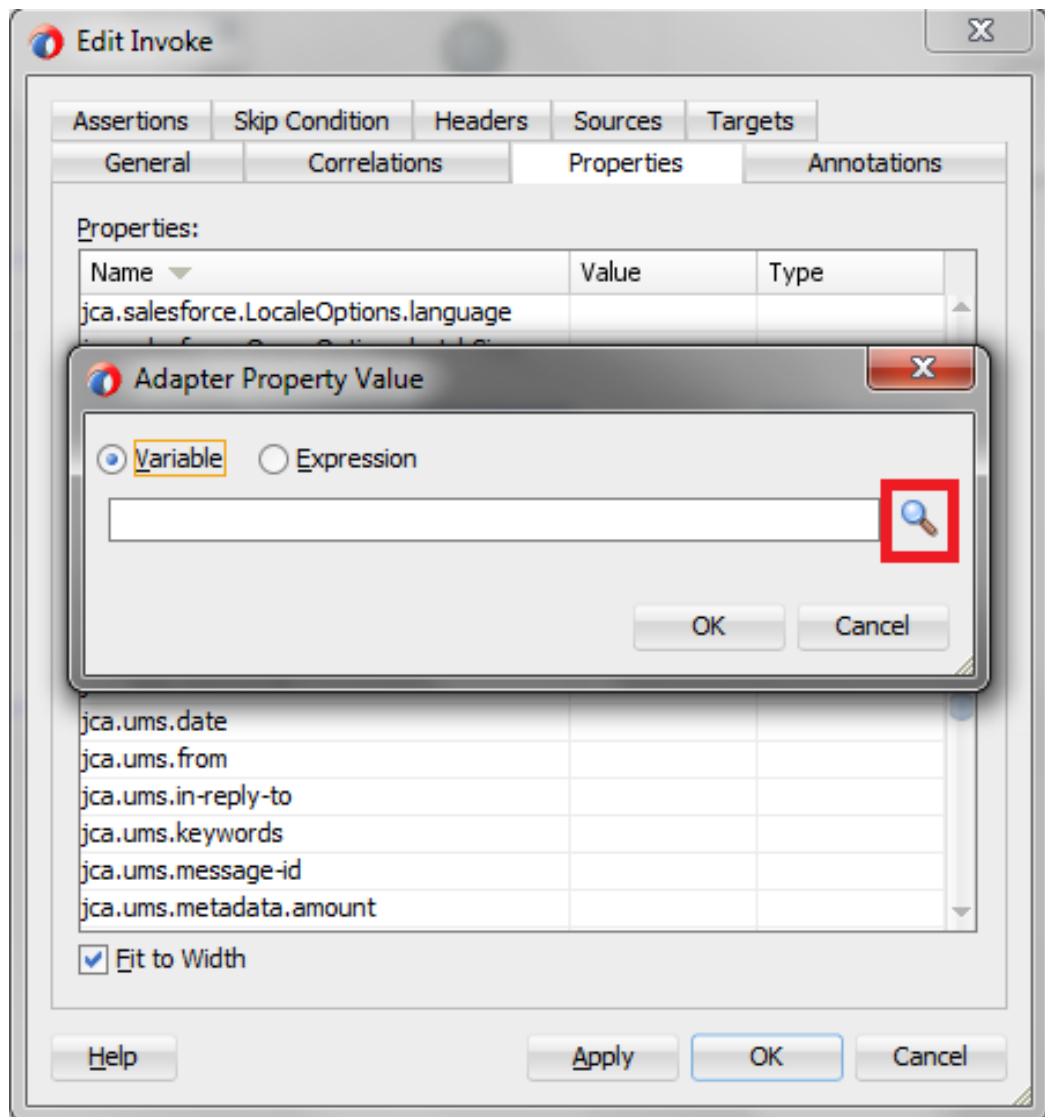 Edit Invoke
Assertions Skip Condition Headers Sources Targets
General Correlations Properties Annotations
Properties:
Name Value Type
jca.salesforce.LocaleOptions.language
Adapter Property Value
Variable Expression
OK Cancel
jca.ums.date
jca.ums.from
jca.ums.in-reply-to
jca.ums.keywords
jca.ums.message-id
jca.ums.metadata.amount
Fit to Width
Help Apply OK Cancel